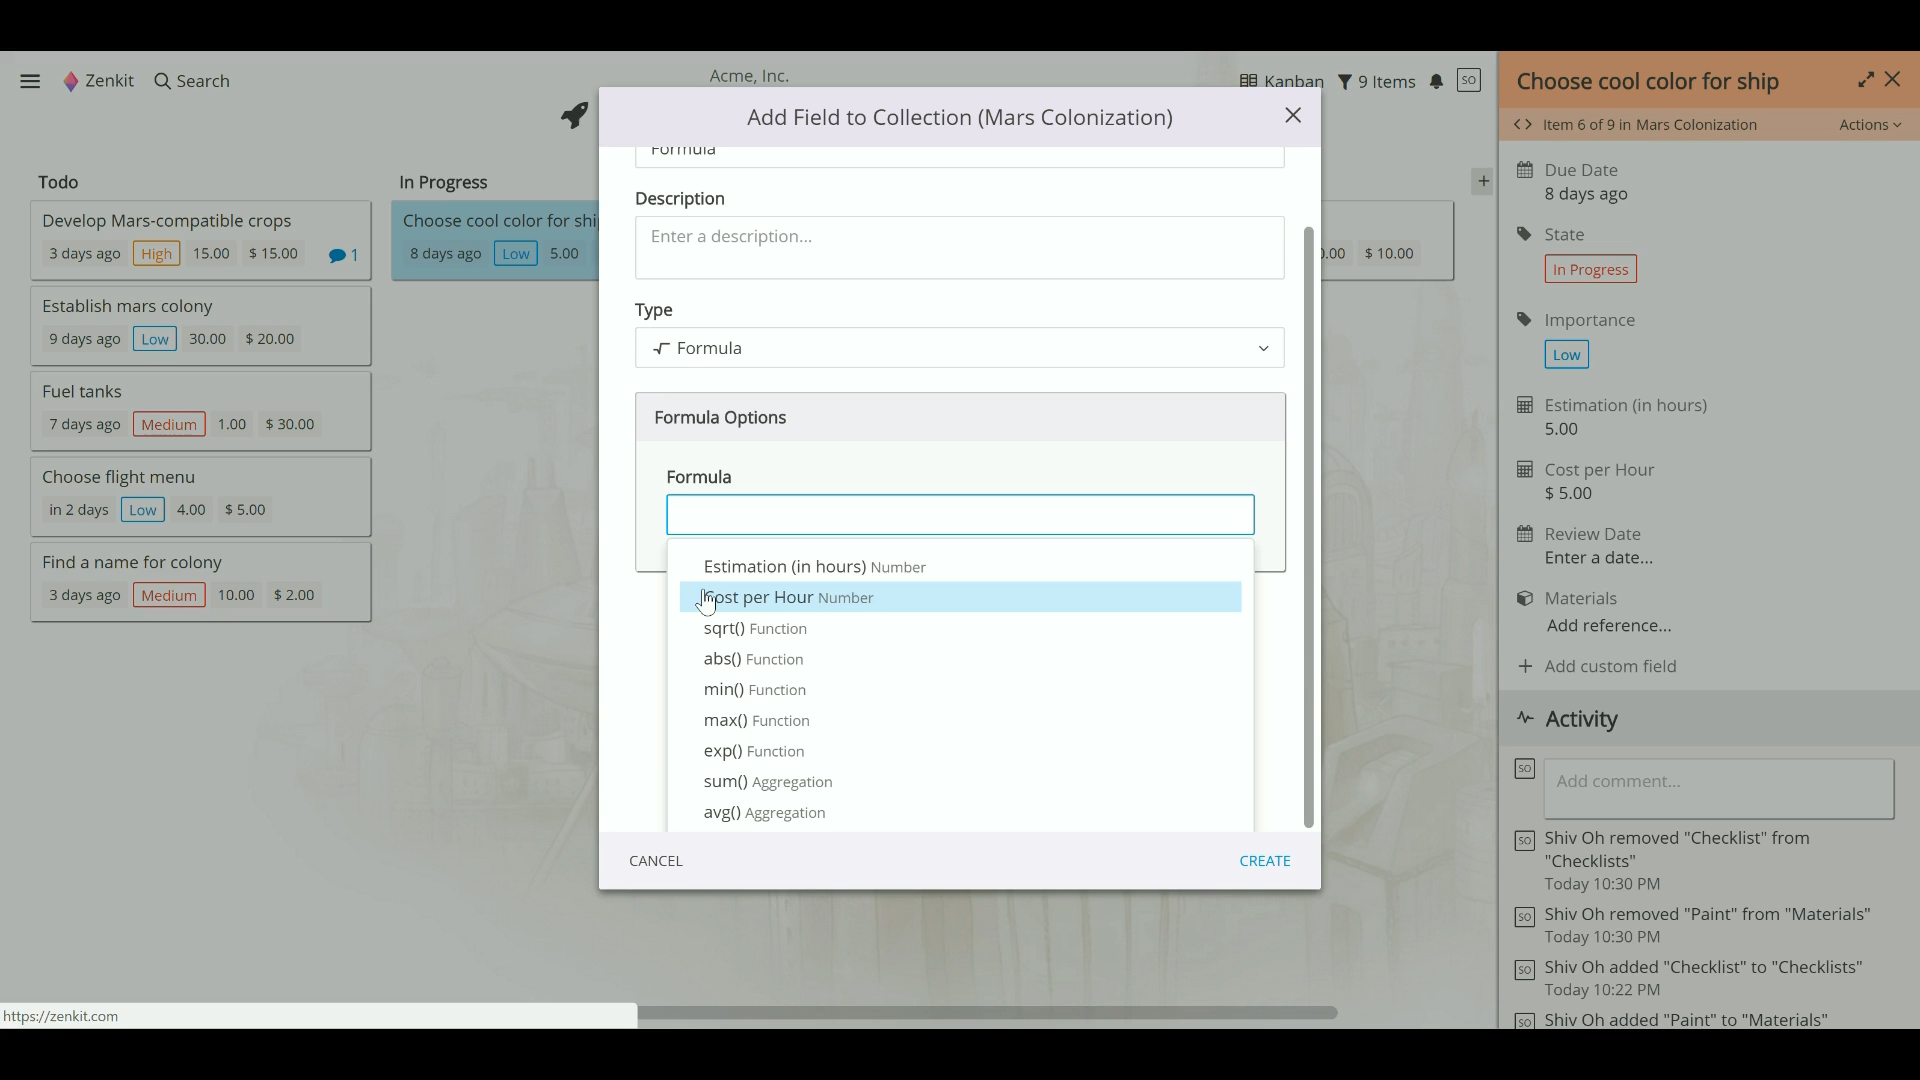 Zenkit
Search
Acme, Inc.
Kanban
9 Items
SO
Todo
Develop Mars-compatible crops
3 days ago High 15.00 $ 15.00 1
Establish mars colony
9 days ago Low 30.00 $ 20.00
Fuel tanks
7 days ago Medium 1.00 $ 30.00
Choose flight menu
in 2 days Low 4.00 $ 5.00
Find a name for colony
3 days ago Medium 10.00 $ 2.00
In Progress
Choose cool color for
8 days ago Low 5.00
$ 10.00
Add Field to Collection (Mars Colonization)
Formula
Description
Enter a description...
Type
Formula
Formula Options
Formula
Estimation (in hours) Number
Cost per Hour Number
sqrt() Function
abs() Function
min() Function
max() Function
exp() Function
sum() Aggregation
avg() Aggregation
CANCEL
CREATE
Choose cool color for ship
Item 6 of 9 in Mars Colonization
Actions
Due Date
8 days ago
State
In Progress
Importance
Low
Estimation (in hours)
5.00
Cost per Hour
$ 5.00
Review Date
Enter a date...
Materials
Add reference...
Add custom field
Activity
SO
Add comment...
SO
Shiv Oh removed "Checklist" from
"Checklists"
Today 10:30 PM
SO
Shiv Oh removed "Paint" from "Materials"
Today 10:30 PM
SO
Shiv Oh added "Checklist" to "Checklists"
Today 10:22 PM
SO
Shiv Oh added "Paint" to "Materials"
https://zenkit.com